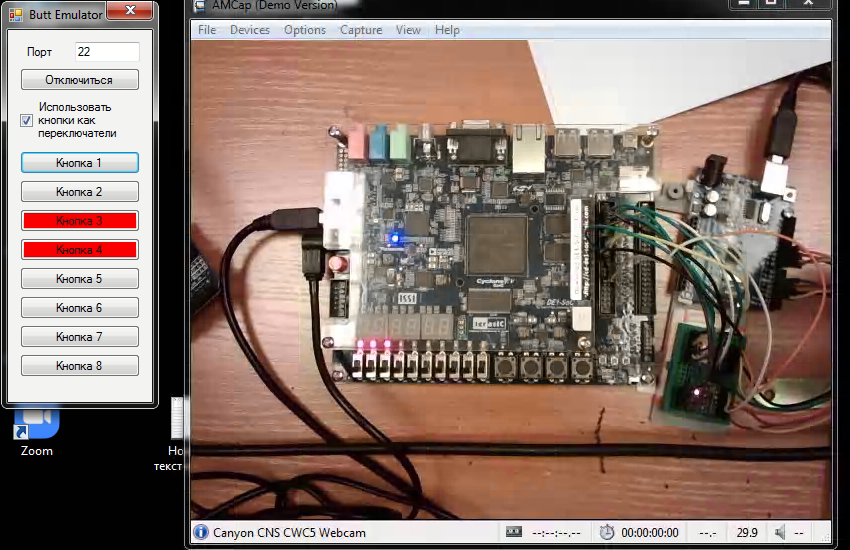 Butt Emulator
Порт
22
Отключиться
Использовать
кнопки как
переключатели
Кнопка 1
Кнопка 2
Кнопка 3
Кнопка 4
Кнопка 5
Кнопка 6
Кнопка 7
Кнопка 8
Zoom
Но
текст
AMCap (Demo Version)
File Devices Options Capture View Help
Cyclone V
DE1-SoC
terasIC
Canyon CNS CWC5 Webcam
--:--:--.--
00:00:00:00
--.-
29.9
--